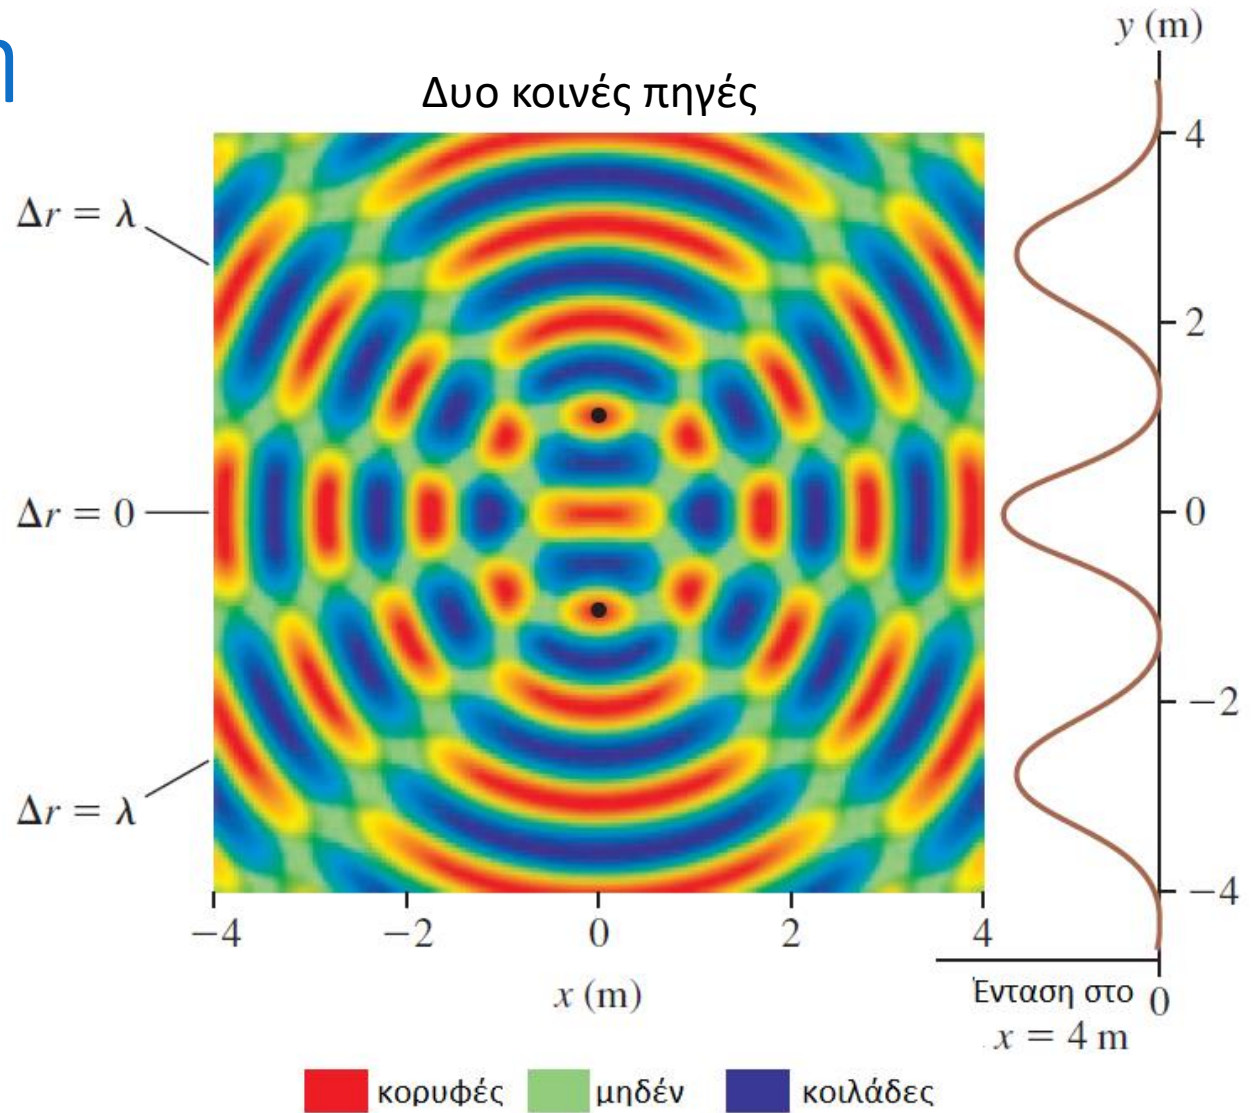 η
Δυο κοινές πηγές
y (m)
Δr = λ
Δr = 0
Δr = λ
4
2
0
−2
−4
−4
−2
0
2
4
x (m)
Ένταση στο 0
x = 4 m
κορυφές
μηδέν
κοιλάδες